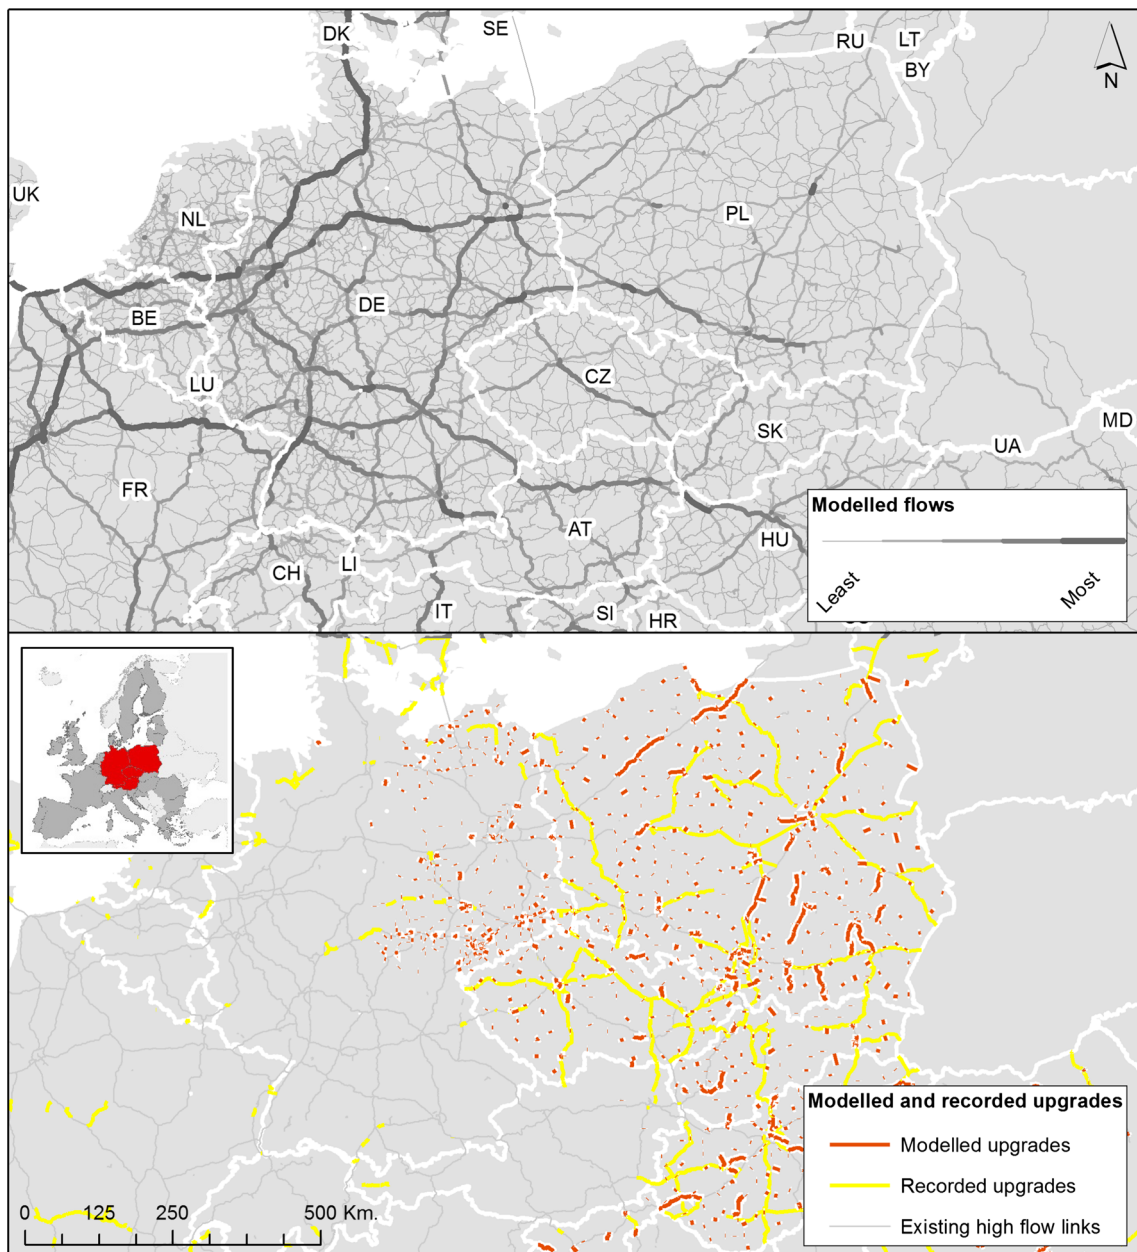 DK
SE
RU
LT
BY
N
UK
NL
PL
BE
DE
LU
CZ
SK
MD
UA
FR
Modelled flows
AT
HU
CH
LI
IT
SI
HR
Least
Most
Modelled and recorded upgrades
Modelled upgrades
Recorded upgrades
Existing high flow links
0 125 250 500 Km.